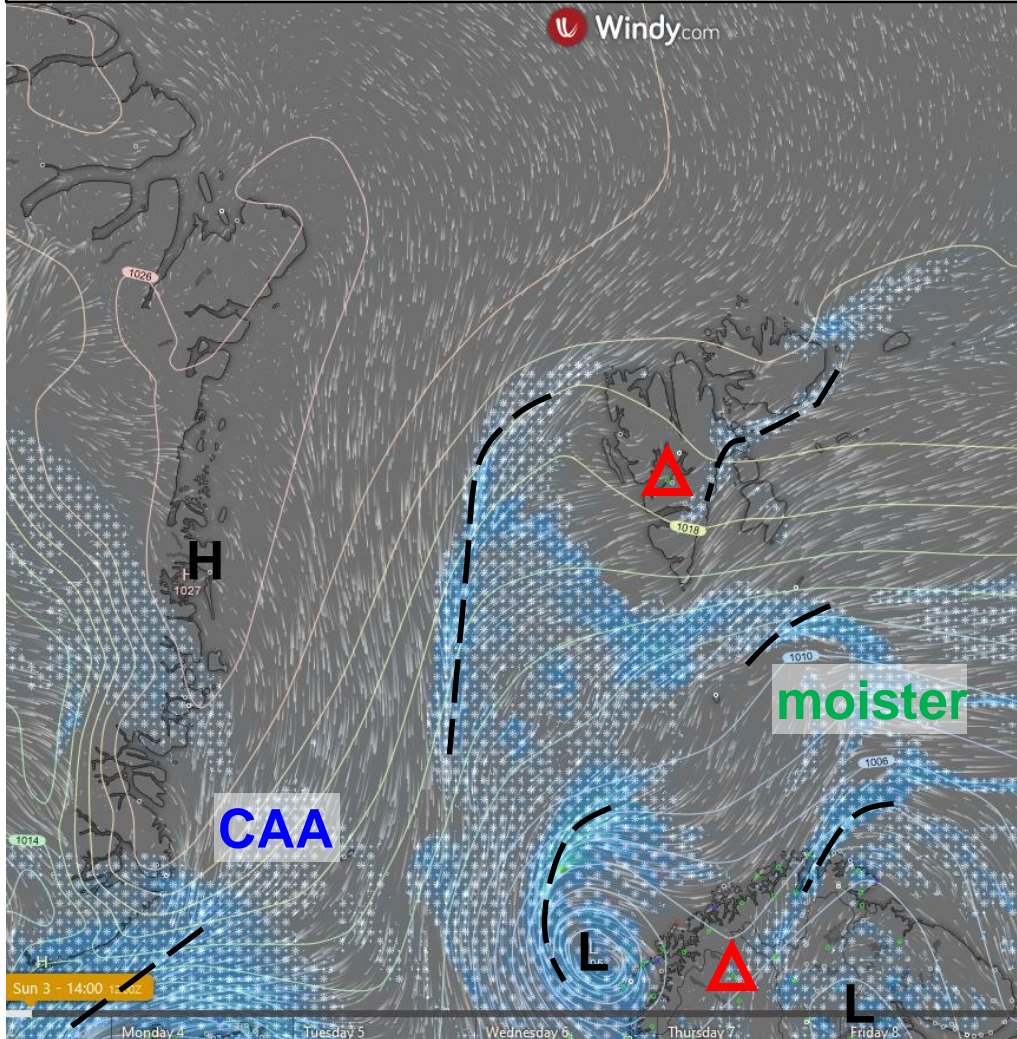 Windy.com
1026
1018
H
H
1027
1010
moister
1006
CAA
1014
L
H
Sun 3 - 14:00
L
Monday 4
Tuesday 5
Wednesday 6
Thursday 7
Friday 8